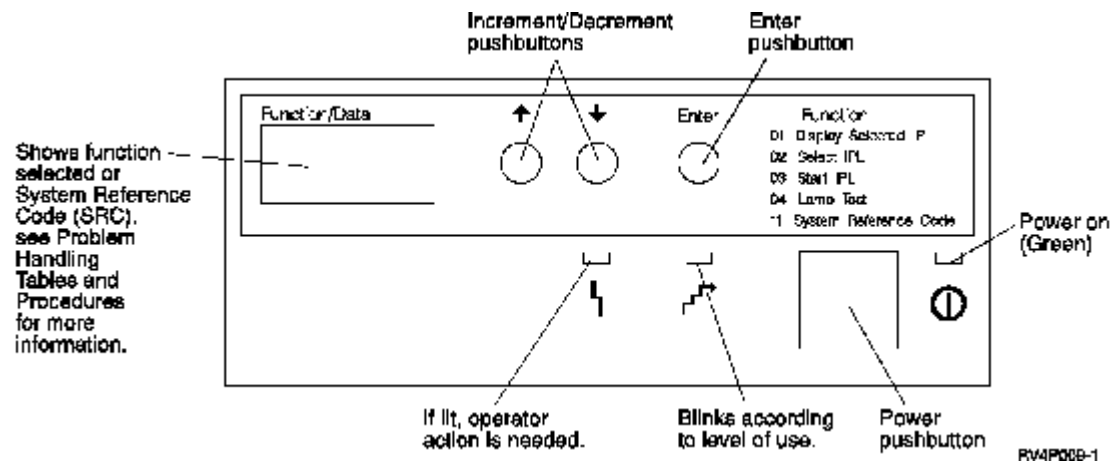 Increment/Decrement
pushbuttons
Enter
pushbutton
Function/Data
Enter
Function
01 Display Selected
02 Select IPL
03 Start IPL
04 Lamp Test
11 System Reference Code
Shows function
selected or
System Reference
Code (SRC).
see Problem
Handling
Tables and
Procedures
for more
information.
Power on
(Green)
If lit, operator
action is needed.
Blinks according
to level of use.
Power
pushbutton
RV4P009-1